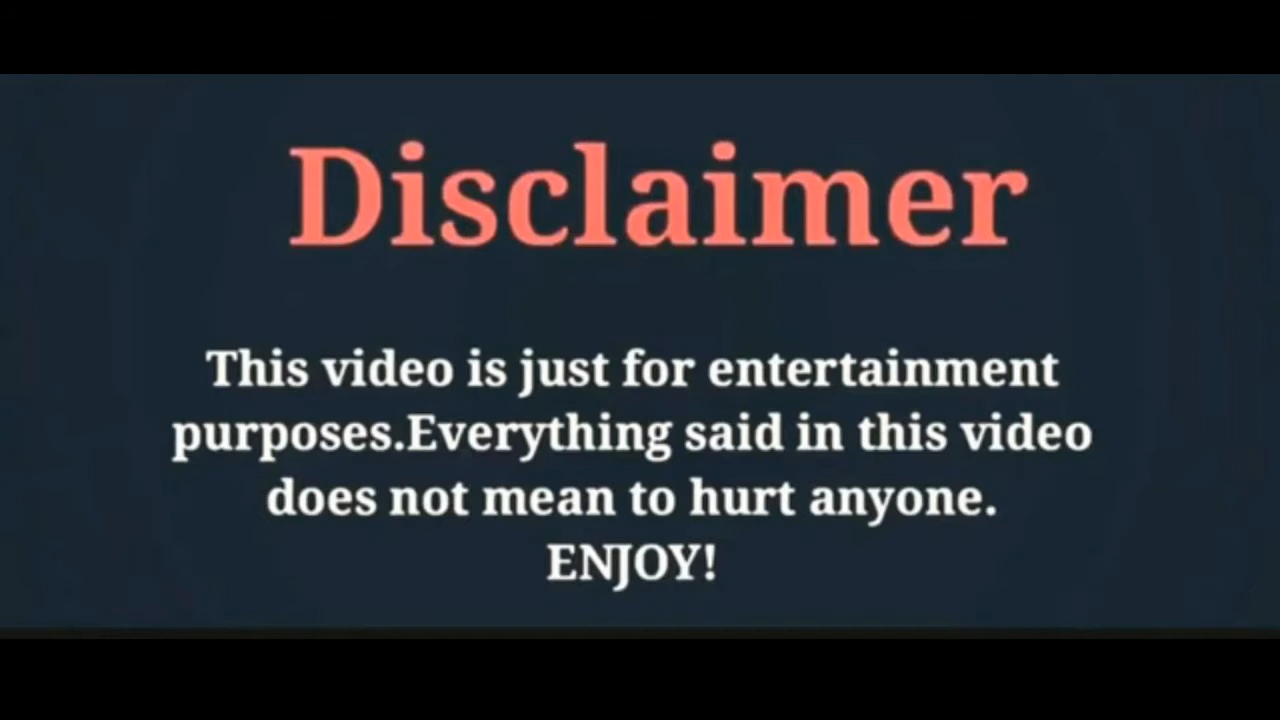 Disclaimer
This video is just for entertainment
purposes.Everything said in this video
does not mean to hurt anyone.
ENJOY!